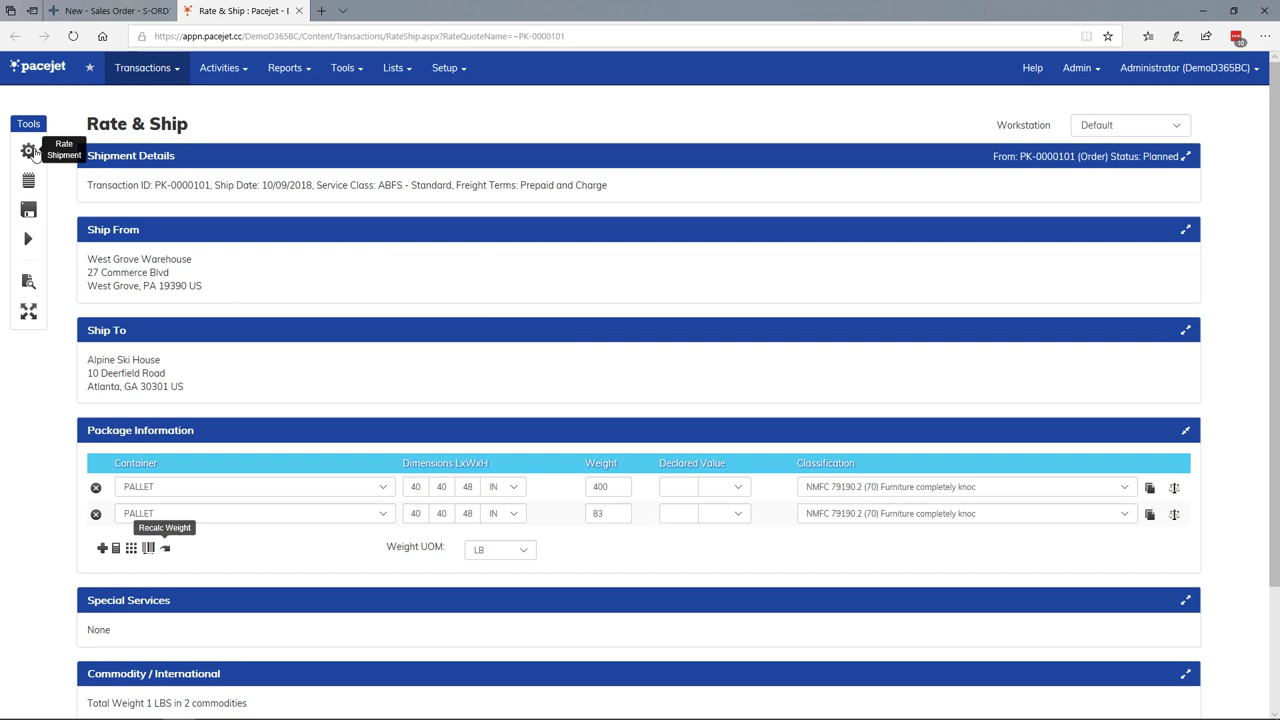 New - Sales Order - S-ORD
Rate & Ship : Pacejet - E
https://appn.pacejet.cc/DemoD365BC/Content/Transactions/RateShip.aspx?RateQuoteName=~PK-0000101
10
pacejet
Transactions
Activities
Reports
Tools
Lists
Setup
Help
Admin
Administrator (DemoD365BC)
Tools
Rate
Shipment
Rate & Ship
Workstation
Default
Shipment Details
From: PK-0000101 (Order) Status: Planned
Transaction ID: PK-0000101, Ship Date: 10/09/2018, Service Class: ABFS - Standard, Freight Terms: Prepaid and Charge
Ship From
West Grove Warehouse
27 Commerce Blvd
West Grove, PA 19390 US
Ship To
Alpine Ski House
10 Deerfield Road
Atlanta, GA 30301 US
Package Information
Container Dimensions LxWxH Weight Declared Value Classification
PALLET 40 40 48 IN 400 NMFC 79190.2 (70) Furniture completely knoc
PALLET 40 40 48 IN 83 NMFC 79190.2 (70) Furniture completely knoc
Recalc Weight
Weight UOM: LB
Special Services
None
Commodity / International
Total Weight 1 LBS in 2 commodities